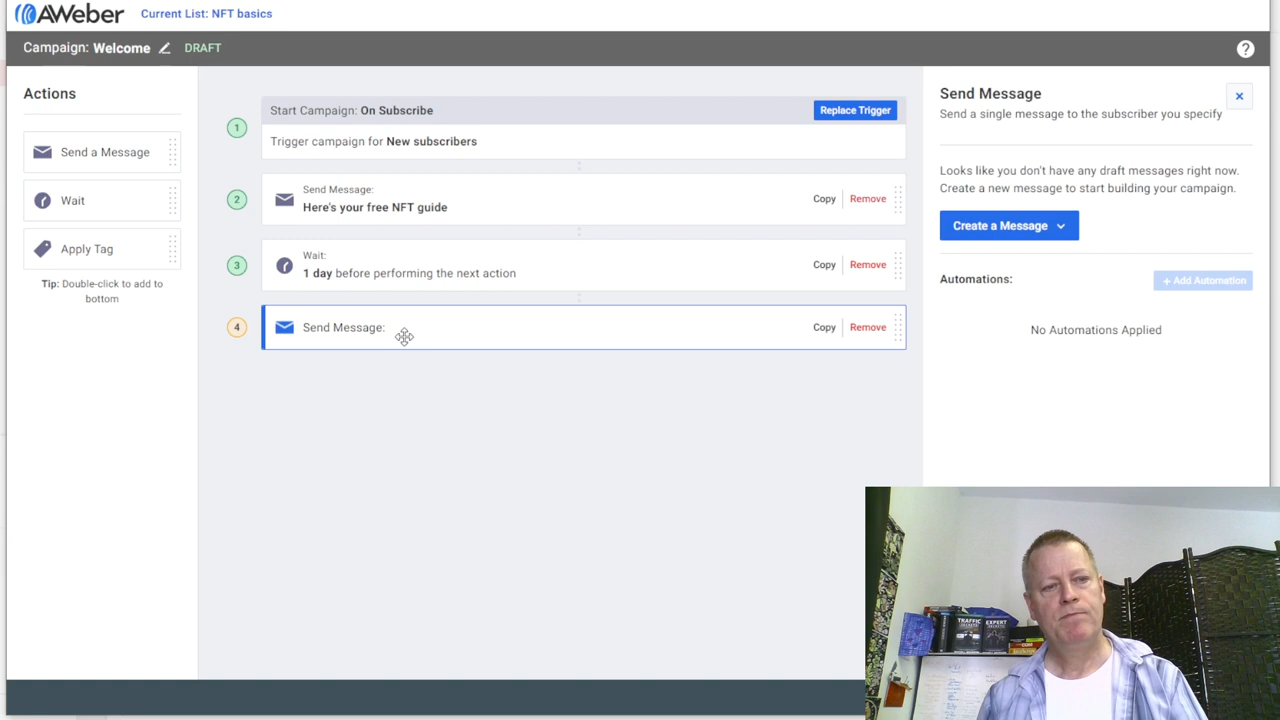 AWeber
Current List: NFT basics
Campaign: Welcome
DRAFT
?
Actions
Send a Message
Wait
Apply Tag
Tip: Double-click to add to
bottom
1
Start Campaign: On Subscribe
Replace Trigger
Trigger campaign for New subscribers
2
Send Message:
Here's your free NFT guide
Copy
Remove
3
Wait:
1 day before performing the next action
Copy
Remove
4
Send Message:
Copy
Remove
Send Message
Send a single message to the subscriber you specify
Looks like you don't have any draft messages right now.
Create a new message to start building your campaign.
Create a Message
Automations:
+ Add Automation
No Automations Applied
TRAFFIC
SECRETS
EXPERT
SECRETS